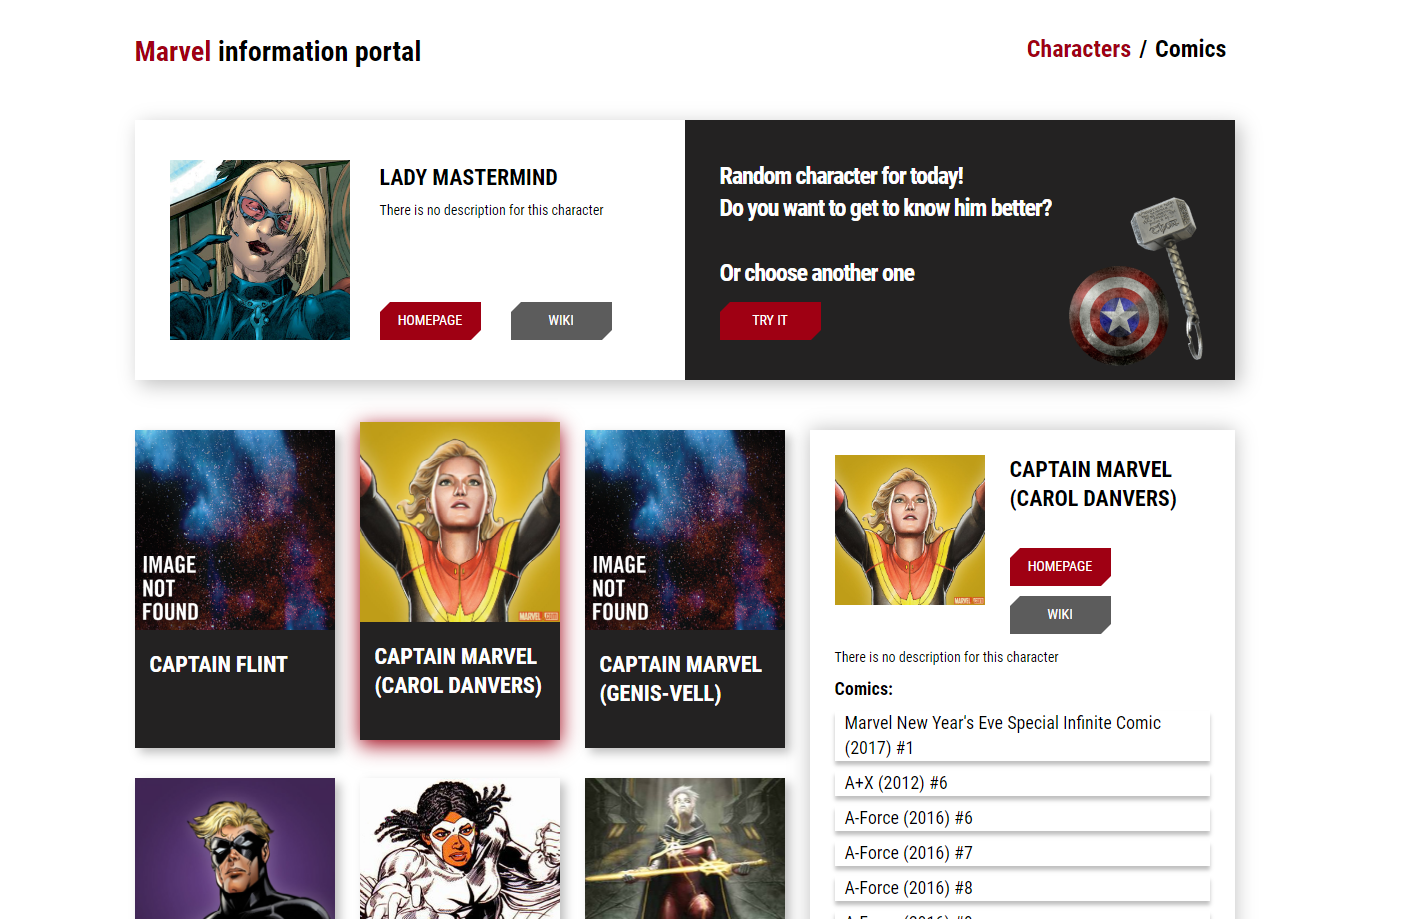 Marvel information portal
Characters / Comics
LADY MASTERMIND
There is no description for this character
HOMEPAGE
WIKI
Random character for today!
Do you want to get to know him better?
Or choose another one
TRY IT
IMAGE
NOT
FOUND
CAPTAIN FLINT
MARVEL
CAPTAIN MARVEL
(CAROL DANVERS)
IMAGE
NOT
FOUND
CAPTAIN MARVEL
(GENIS-VELL)
MARVEL
CAPTAIN MARVEL
(CAROL DANVERS)
HOMEPAGE
WIKI
There is no description for this character
Comics:
Marvel New Year's Eve Special Infinite Comic
(2017) #1
A+X (2012) #6
A-Force (2016) #6
A-Force (2016) #7
A-Force (2016) #8